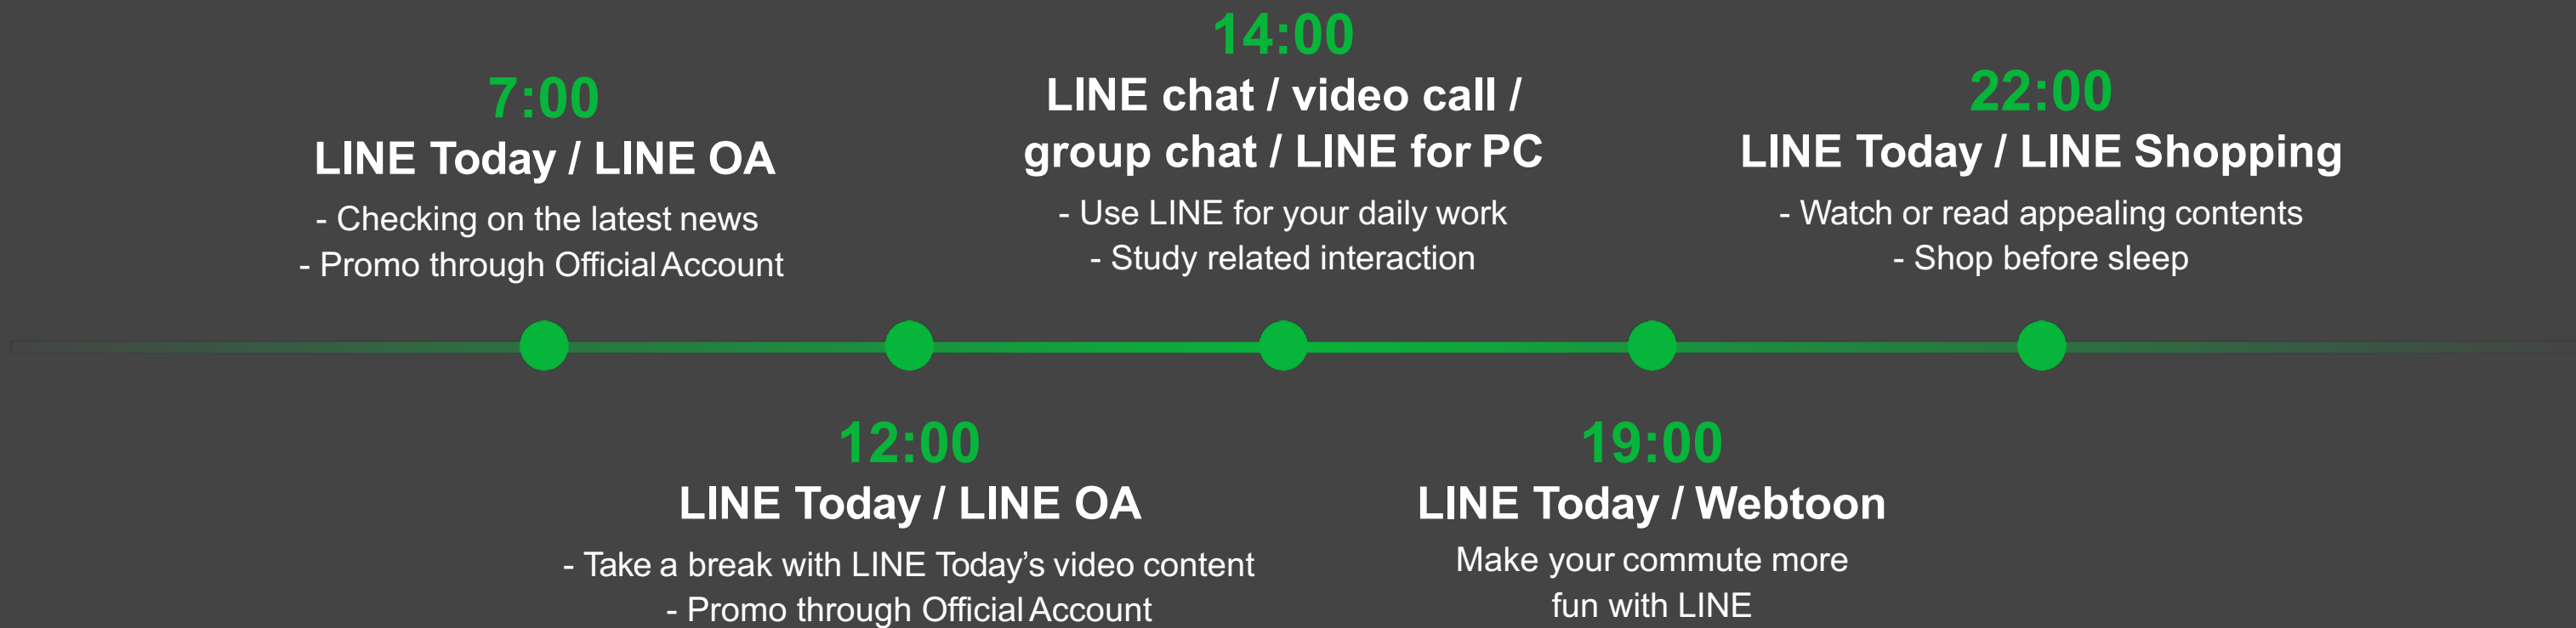 7:00
LINE Today / LINE OA
- Checking on the latest news
- Promo through Official Account
12:00
LINE Today / LINE OA
- Take a break with LINE Today’s video content
- Promo through Official Account
14:00
LINE chat / video call /
group chat / LINE for PC
- Use LINE for your daily work
- Study related interaction
19:00
LINE Today / Webtoon
Make your commute more
fun with LINE
22:00
LINE Today / LINE Shopping
- Watch or read appealing contents
- Shop before sleep